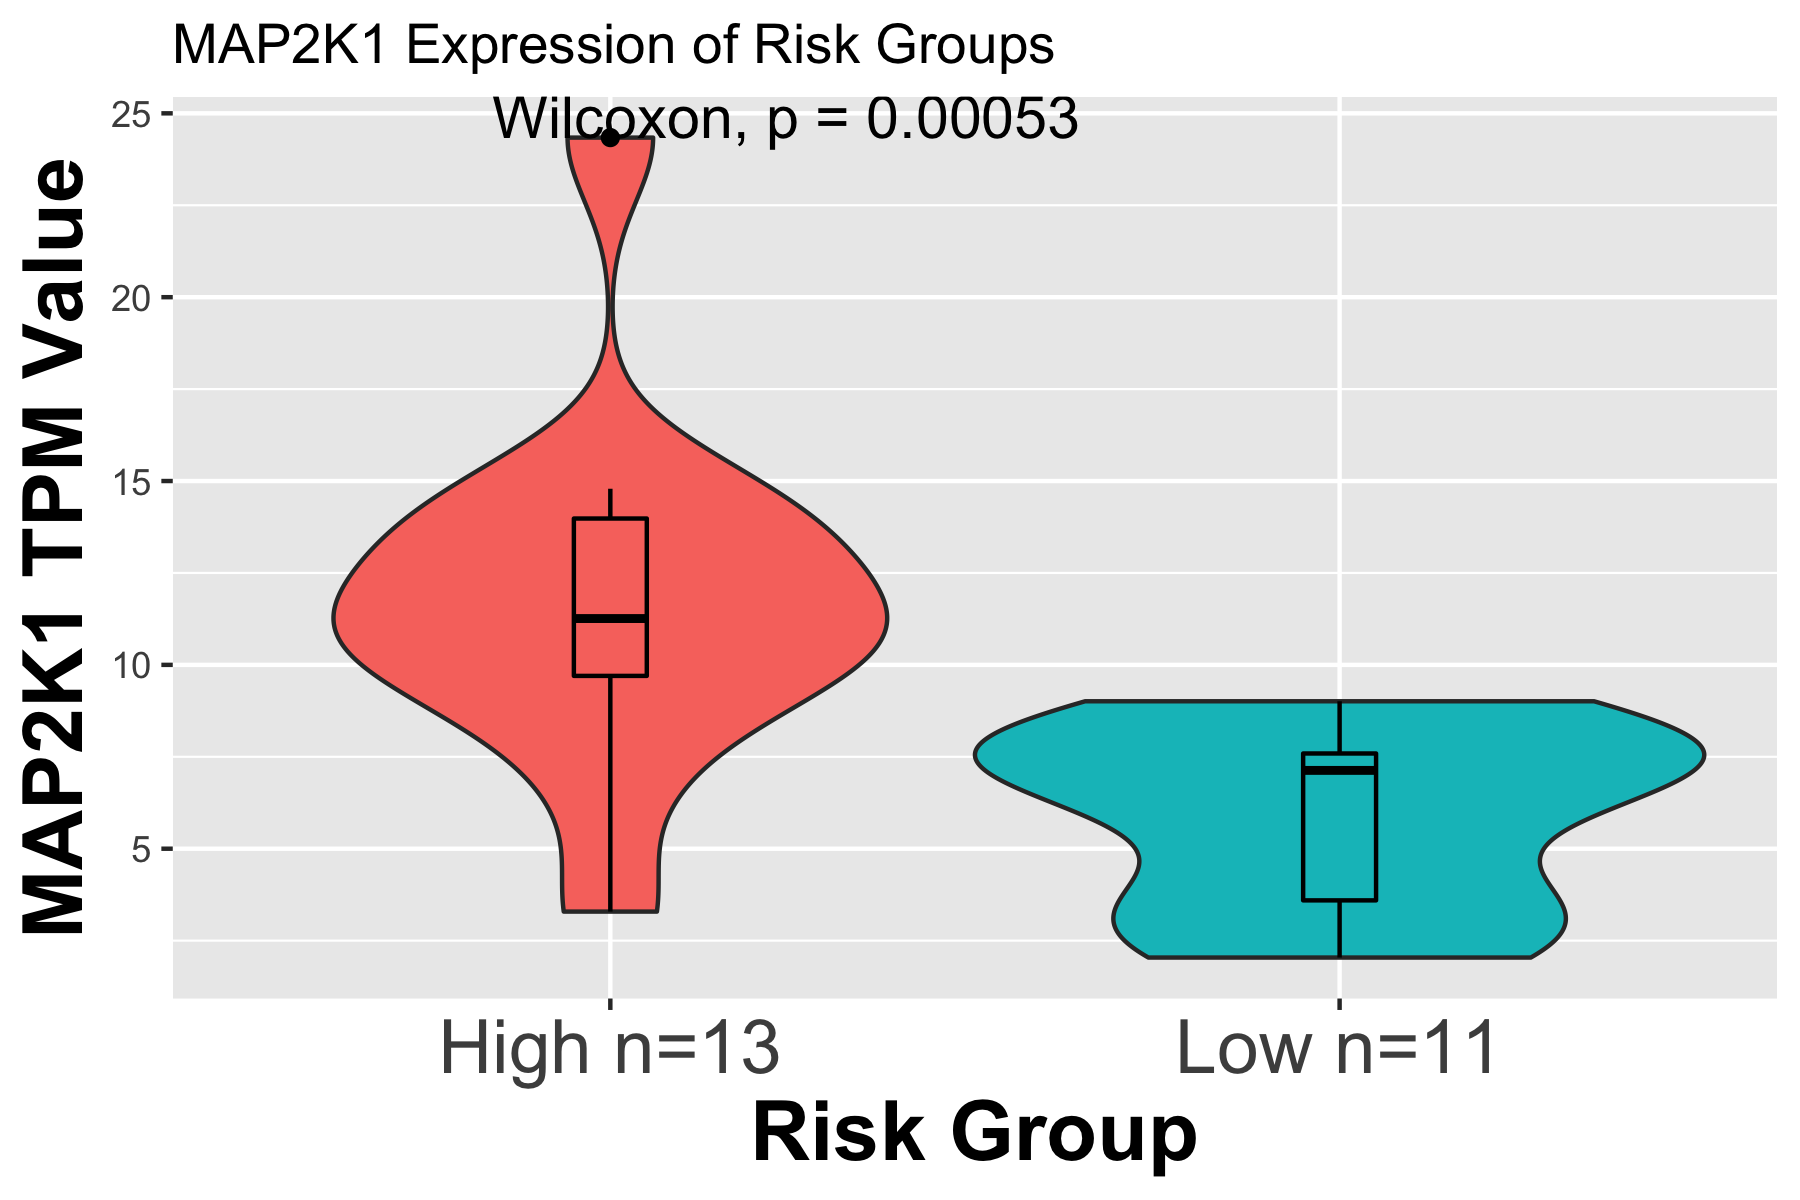 MAP2K1 Expression of Risk Groups
Wilcoxon, p = 0.00053
MAP2K1 TPM Value
25
20
15
10
5
High n=13
Low n=11
Risk Group